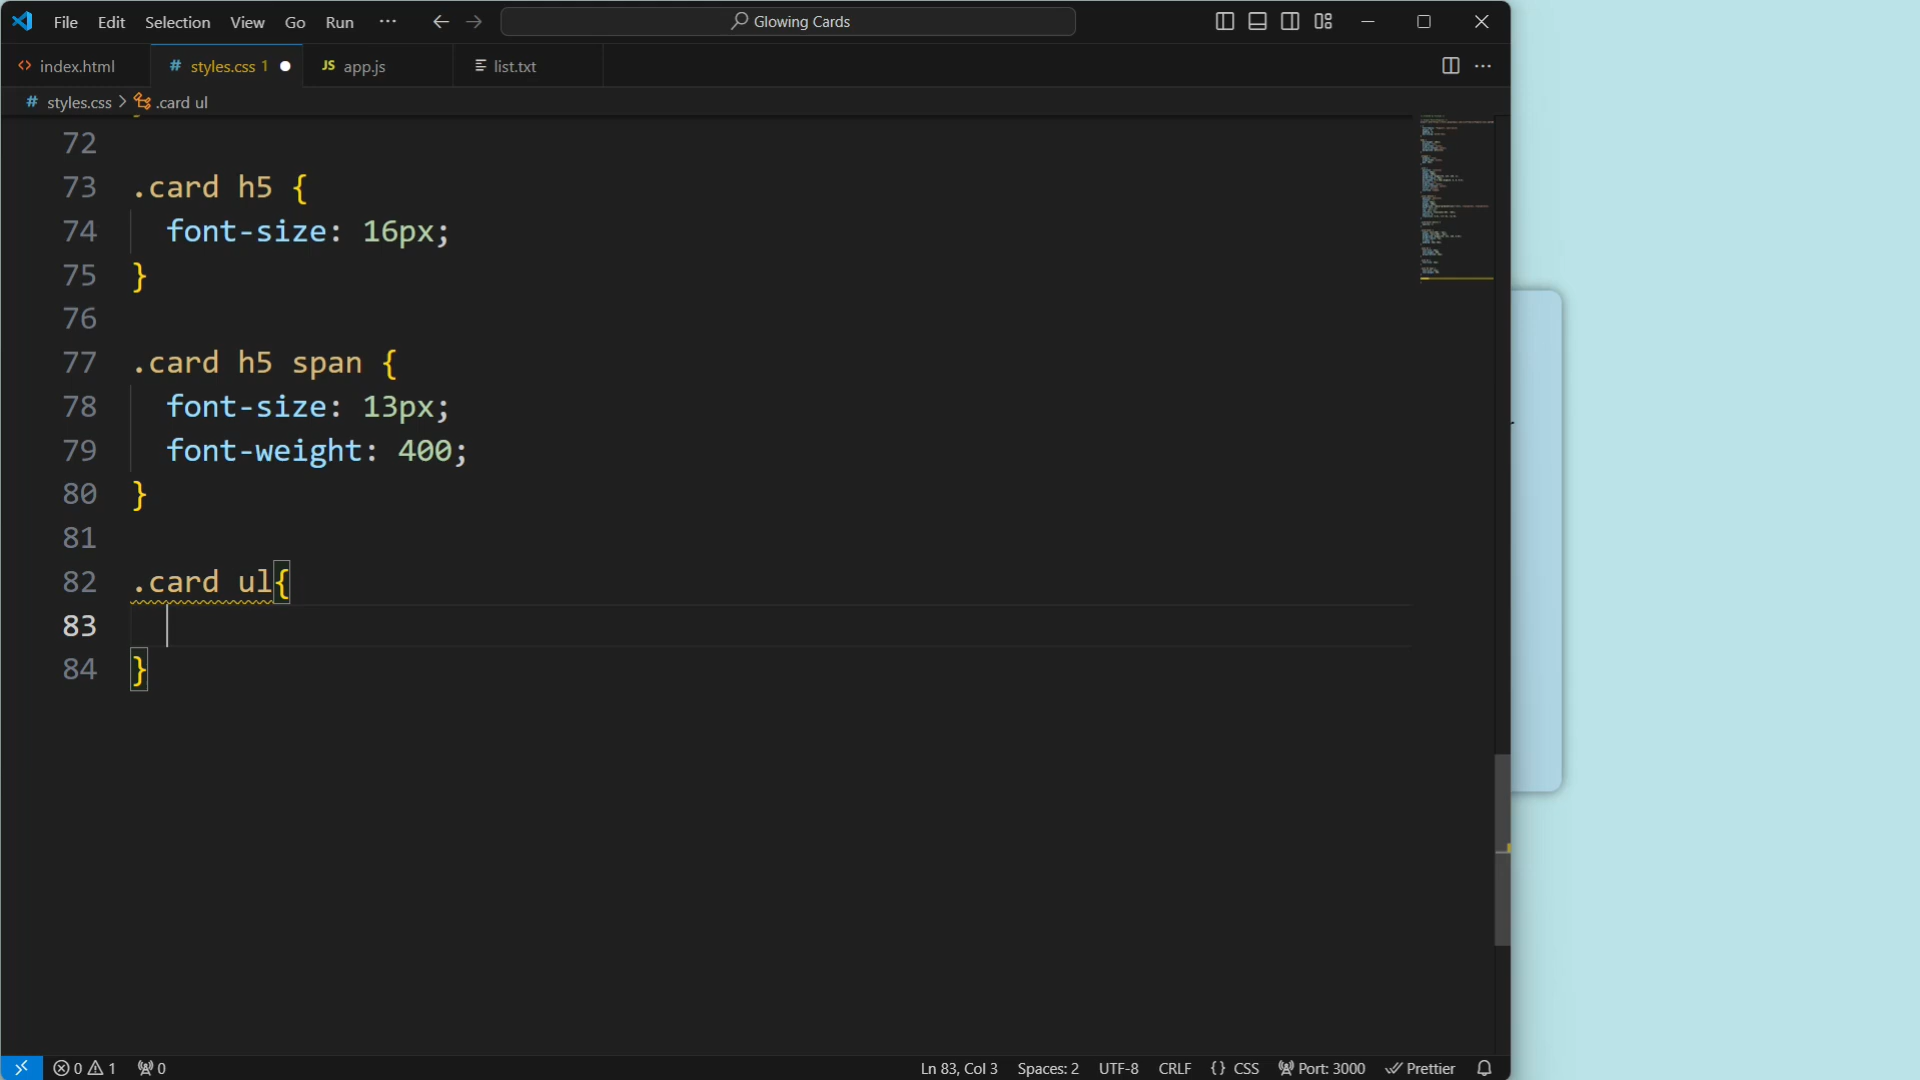 File Edit Selection View Go Run ··· Glowing Cards
index.html # styles.css 1 JS app.js list.txt
# styles.css > .card ul
72
73 .card h5 {
74 font-size: 16px;
75 }
76
77 .card h5 span {
78 font-size: 13px;
79 font-weight: 400;
80 }
81
82 .card ul{
83
84 }
0 1 0 Ln 83, Col 3 Spaces: 2 UTF-8 CRLF {} CSS Port: 3000 Prettier